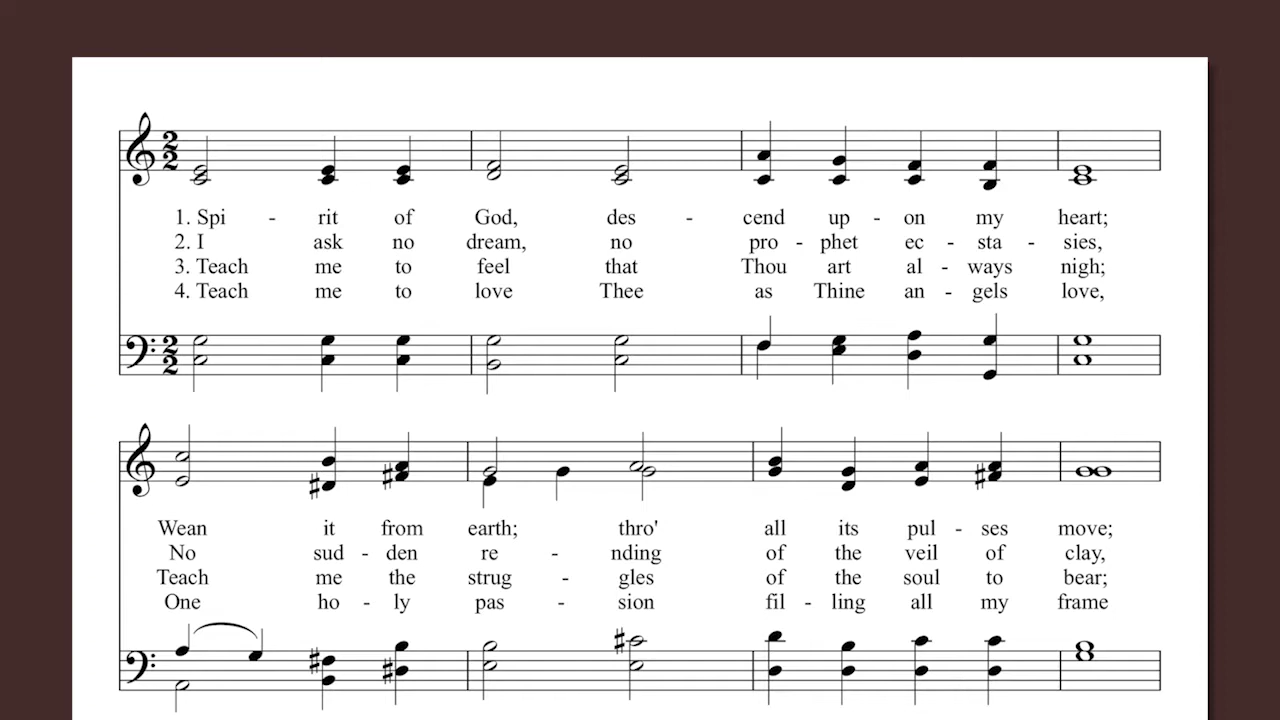 1. Spi - rit of God, des - cend up - on my heart;
2. I ask no dream, no pro - phet ec - sta - sies,
3. Teach me to feel that Thou art al - ways nigh;
4. Teach me to love Thee as Thine an - gels love,
Wean it from earth; thro' all its pul - ses move;
No sud - den re - nding of the veil of clay,
Teach me the strug - gles of the soul to bear;
One ho - ly pas - sion fil - ling all my frame